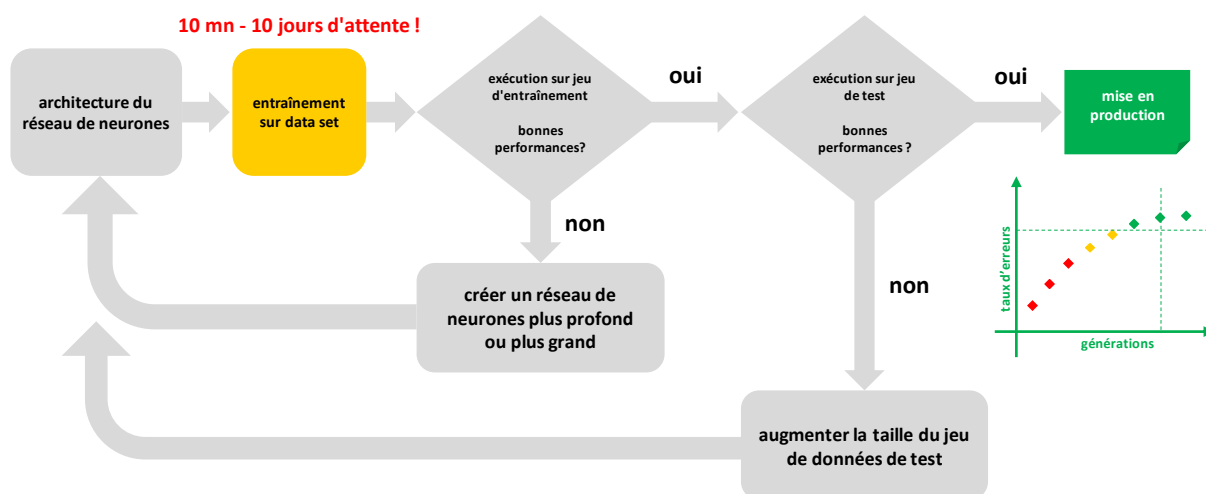 10 mn - 10 jours d'attente !
architecture du
réseau de neurones
entraînement
sur data set
exécution sur jeu
d'entraînement
bonnes
performances?
oui
exécution sur jeu
de test
bonnes
performances ?
oui
mise en
production
non
créer un réseau de
neurones plus profond
ou plus grand
non
augmenter la taille du jeu
de données de test
taux d'erreurs
générations